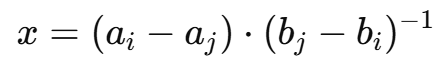 x = (a_i − a_j) · (b_j − b_i)^{−1}